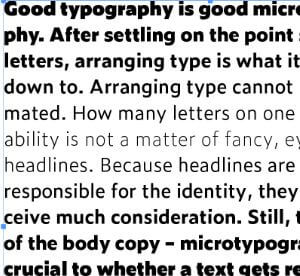 Good typography is good micro
phy. After settling on the point
letters, arranging type is what it
down to. Arranging type cannot
mated. How many letters on one
ability is not a matter of fancy, ey
headlines. Because headlines are
responsible for the identity, they
ceive much consideration. Still, t
of the body copy – microtypogra
crucial to whether a text gets re